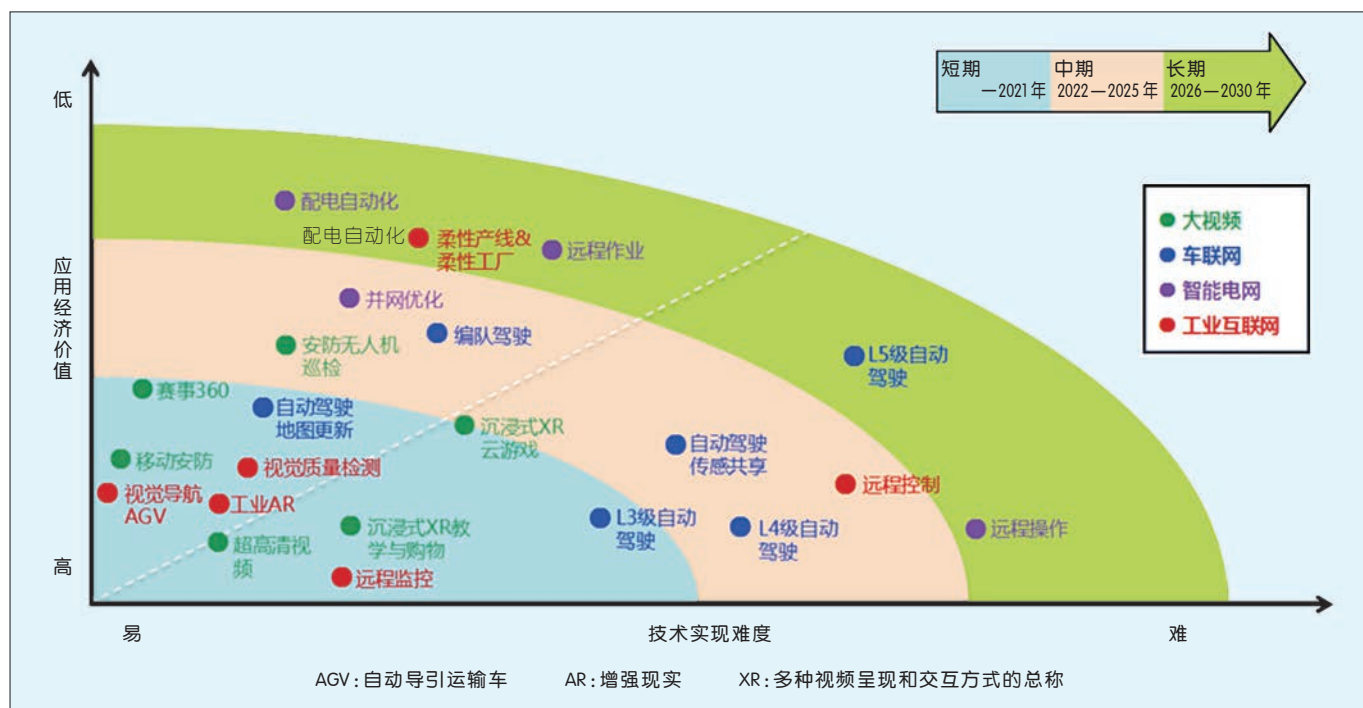 短期
—2021年
中期
2022—2025年
长期
2026—2030年
低
应用经济价值
高
配电自动化
配电自动化
柔性产线&
柔性工厂
远程作业
并网优化
编队驾驶
安防无人机
巡检
L5级自动
驾驶
赛事360
自动驾驶
地图更新
沉浸式XR
云游戏
自动驾驶
传感共享
移动安防
视觉质量检测
视觉导航
AGV
工业AR
远程控制
超高清视
频
沉浸式XR教
学与购物
L3级自动
驾驶
L4级自动
驾驶
远程操作
远程监控
大视频
车联网
智能电网
工业互联网
易
技术实现难度
难
AGV:自动导引运输车
AR:增强现实
XR:多种视频呈现和交互方式的总称